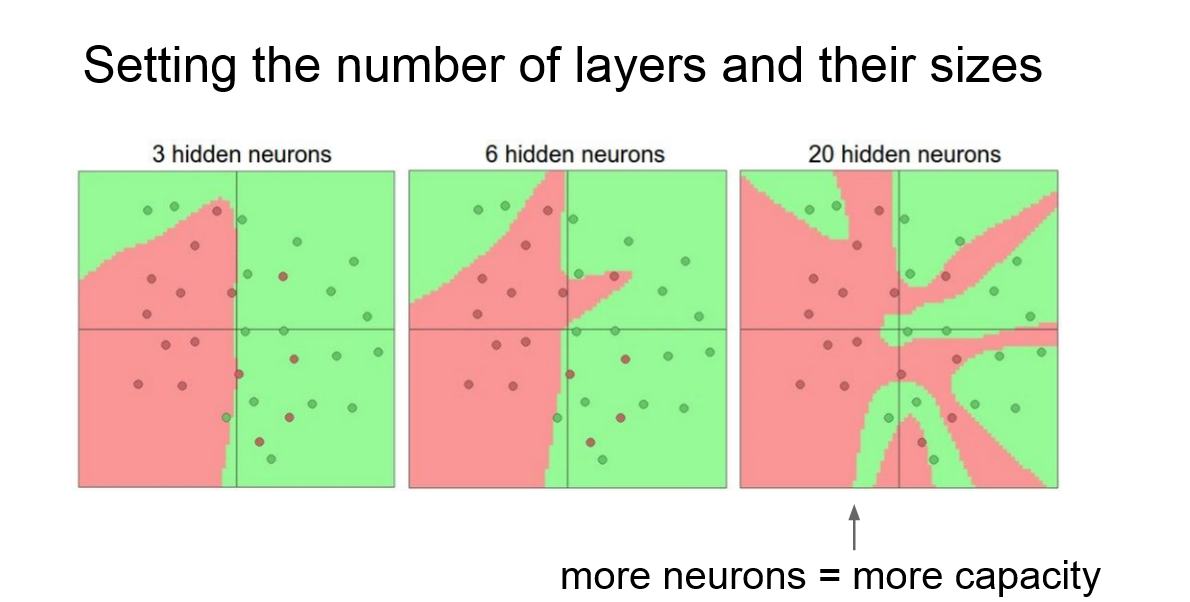 Setting the number of layers and their sizes
3 hidden neurons
6 hidden neurons
20 hidden neurons
more neurons = more capacity